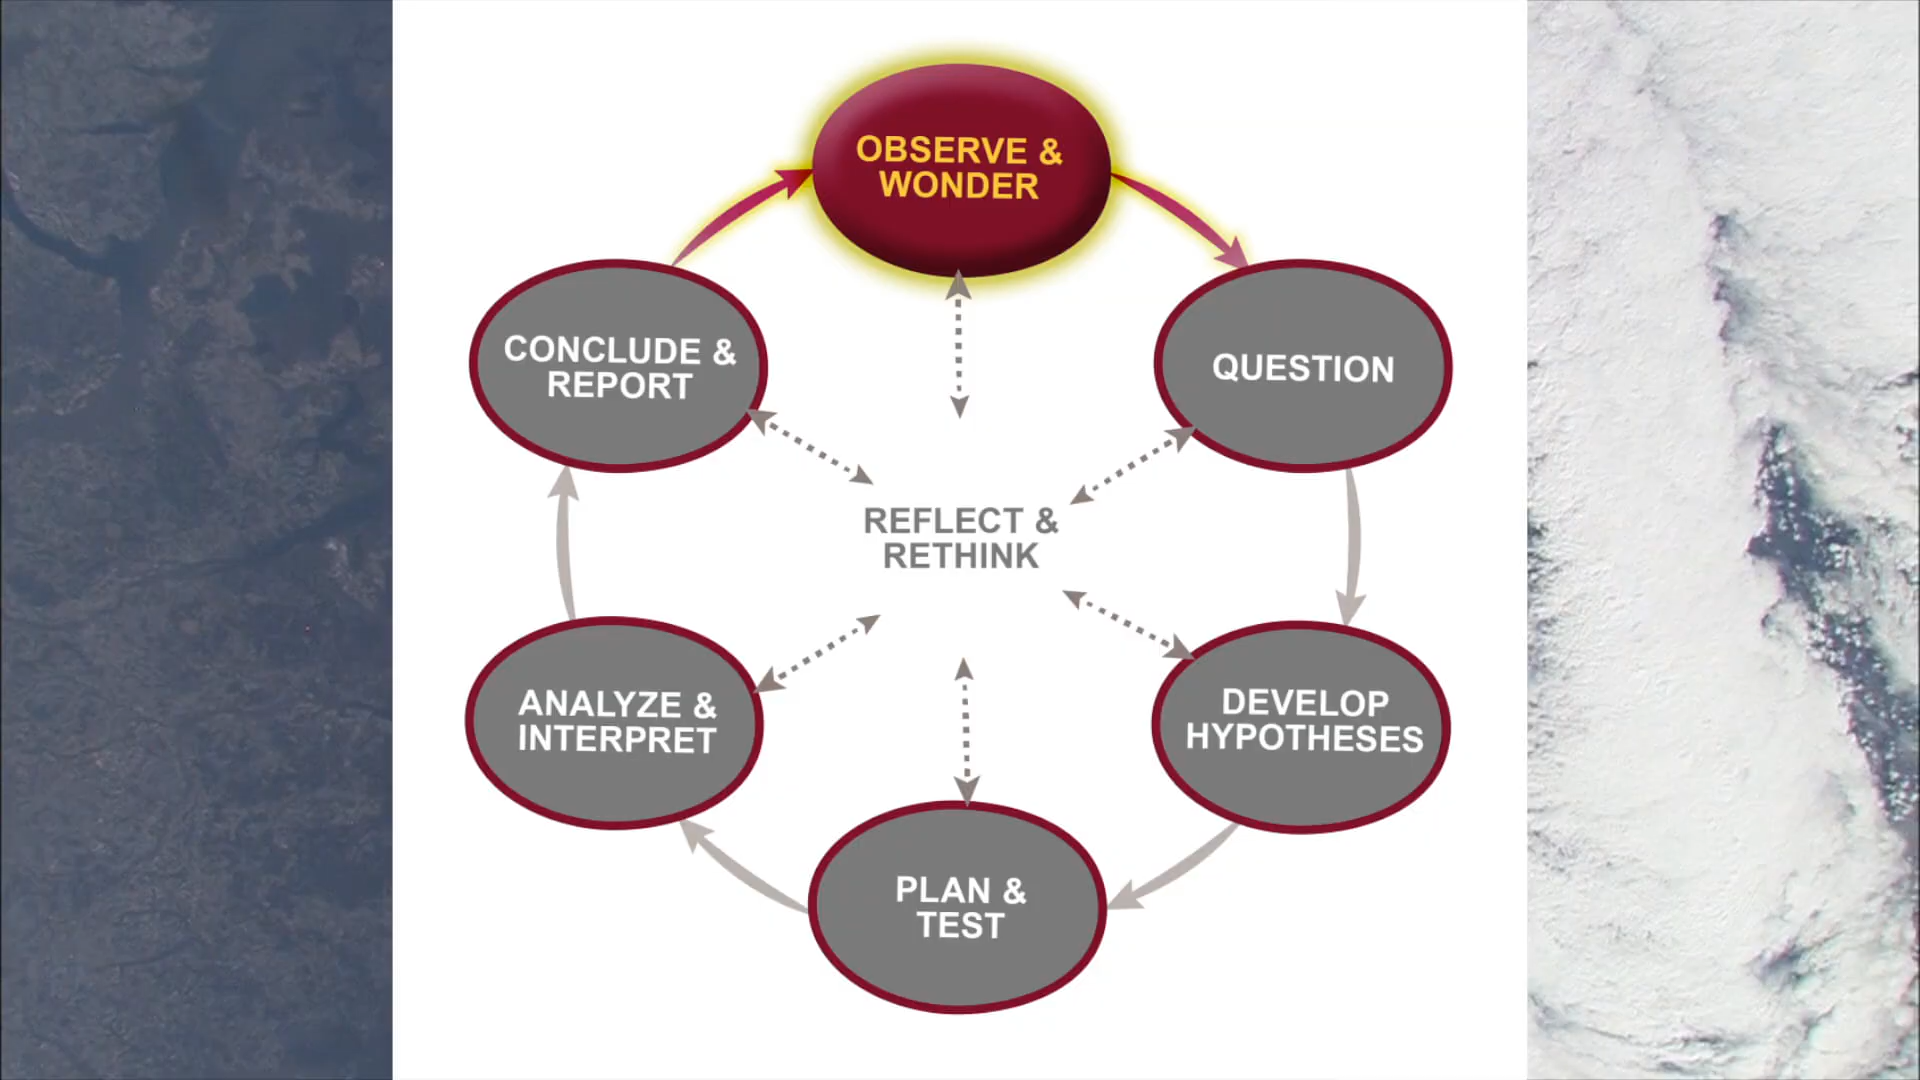 OBSERVE &
WONDER
CONCLUDE &
REPORT
QUESTION
REFLECT &
RETHINK
ANALYZE &
INTERPRET
DEVELOP
HYPOTHESES
PLAN &
TEST